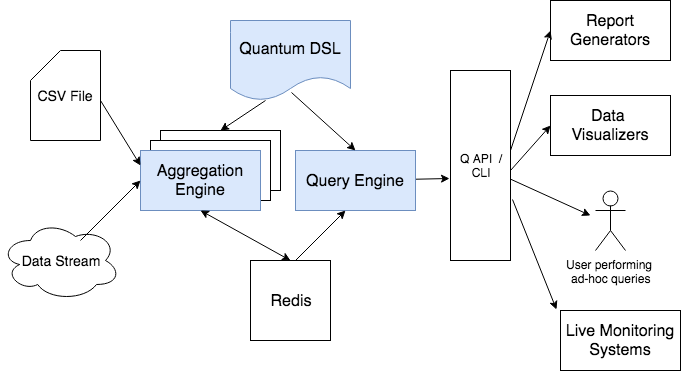 Report
Generators
Quantum DSL
CSV File
Data
Visualizers
Aggregation
Engine
Query Engine
Q API  /
CLI
Data Stream
User performing
ad-hoc queries
Redis
Live Monitoring
Systems